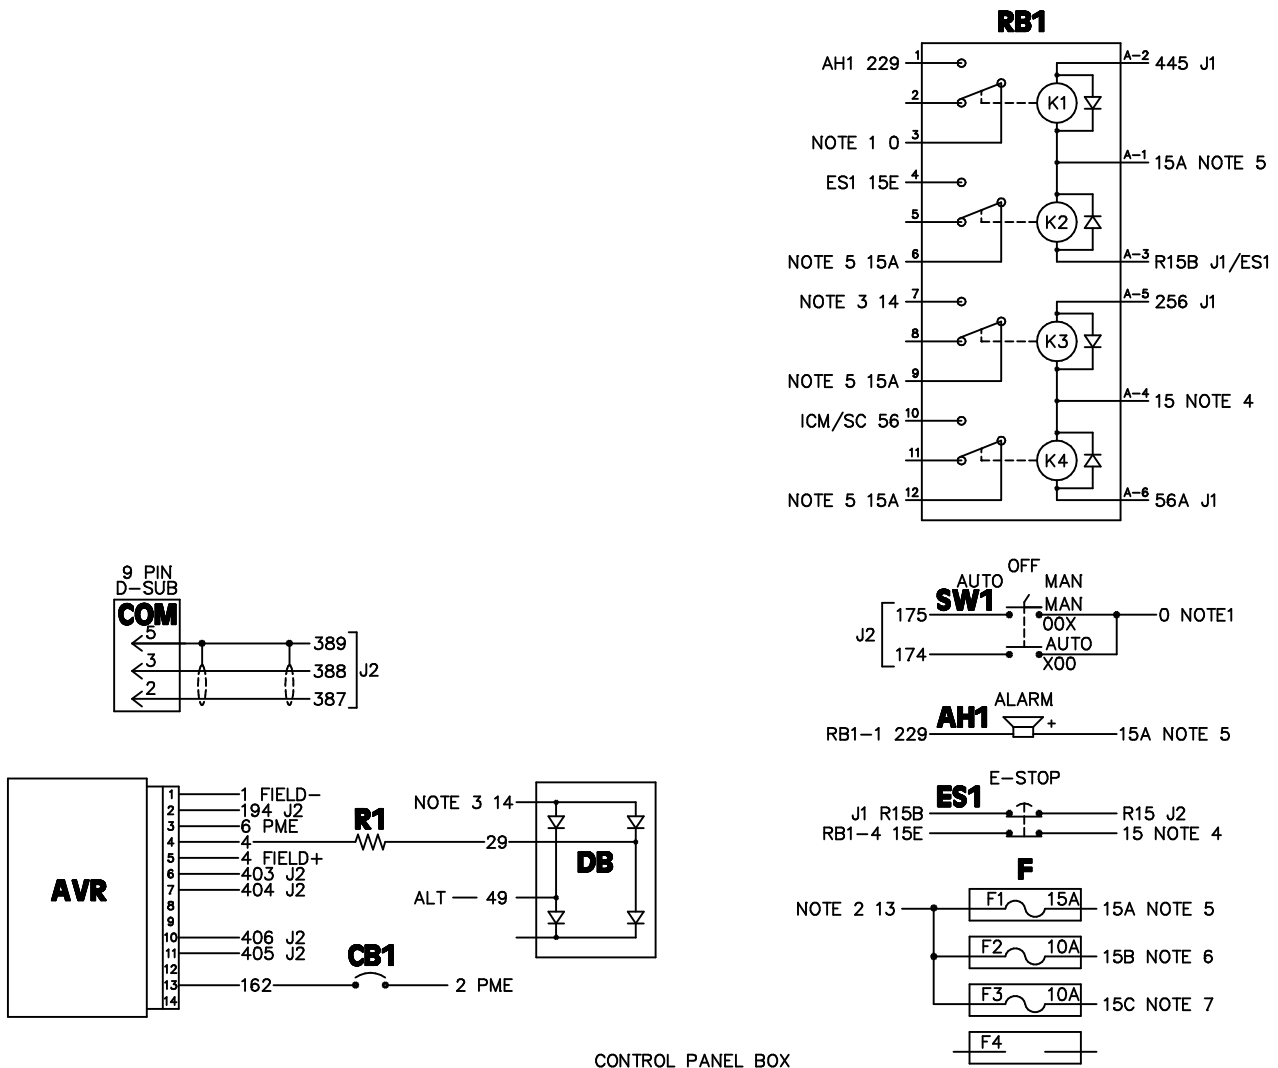 RB1
AH1 229 1
2
NOTE 1 0 3
ES1 15E 4
5
NOTE 5 15A 6
NOTE 3 14 7
8
NOTE 5 15A 9
ICM/SC 56 10
11
NOTE 5 15A 12
K1
K2
K3
K4
A-2 445 J1
A-1 15A NOTE 5
A-3 R15B J1/ES1
A-5 256 J1
A-4 15 NOTE 4
A-6 56A J1
9 PIN
D-SUB
COM
5 389
3 388 J2
2 387
OFF
AUTO MAN
SW1
J2
175 MAN 0 NOTE1
00X
174 AUTO
X00
ALARM
AH1
RB1-1 229 + 15A NOTE 5
E-STOP
ES1
J1 R15B R15 J2
RB1-4 15E 15 NOTE 4
F
NOTE 2 13 F1 15A 15A NOTE 5
F2 10A 15B NOTE 6
F3 10A 15C NOTE 7
F4
AVR
1 1 FIELD-
2 194 J2
3 6 PME
4 4
5 4 FIELD+
6 403 J2
7 404 J2
8
9
10 406 J2
11 405 J2
12
13 162
14
R1
CB1
2 PME
NOTE 3 14
29
DB
ALT 49
CONTROL PANEL BOX